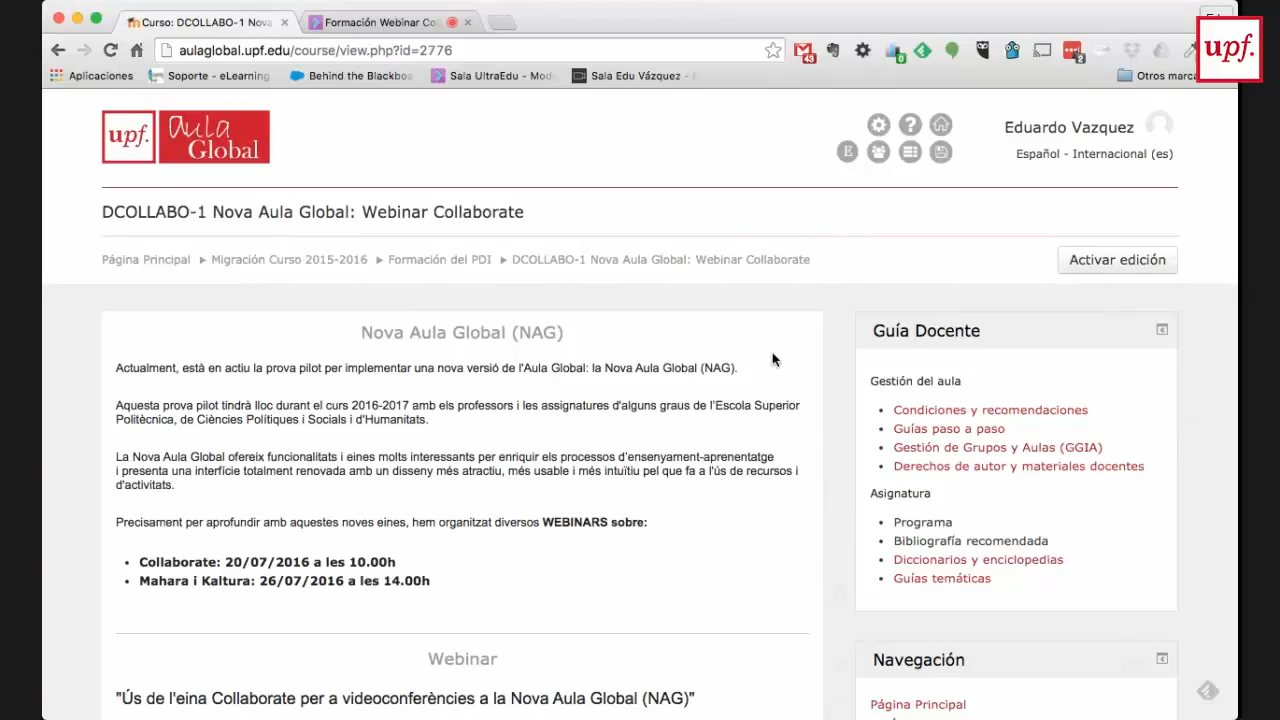 Curso: DCOLLABO-1 Nova
Formación Webinar Co
aulaglobal.upf.edu/course/view.php?id=2776
43
0
2
upf.
Aplicaciones
Soporte - eLearning
Behind the Blackboa
Sala UltraEdu - Mod
Sala Edu Vázquez -
Otros marca
upf.
aula
Global
?
E
Eduardo Vazquez
Español - Internacional (es)
DCOLLABO-1 Nova Aula Global: Webinar Collaborate
Página Principal ► Migración Curso 2015-2016 ► Formación del PDI ► DCOLLABO-1 Nova Aula Global: Webinar Collaborate
Activar edición
Nova Aula Global (NAG)
Actualment, està en actiu la prova pilot per implementar una nova versió de l'Aula Global: la Nova Aula Global (NAG).
Aquesta prova pilot tindrà lloc durant el curs 2016-2017 amb els professors i les assignatures d'alguns graus de l'Escola Superior
Politècnica, de Ciències Polítiques i Socials i d'Humanitats.
La Nova Aula Global ofereix funcionalitats i eines molts interessants per enriquir els processos d'ensenyament-aprenentatge
i presenta una interfície totalment renovada amb un disseny més atractiu, més usable i més intuïtiu pel que fa a l'ús de recursos i
d'activitats.
Precisament per aprofundir amb aquestes noves eines, hem organitzat diversos WEBINARS sobre:
• Collaborate: 20/07/2016 a les 10.00h
• Mahara i Kaltura: 26/07/2016 a les 14.00h
Webinar
"Ús de l'eina Collaborate per a videoconferències a la Nova Aula Global (NAG)"
Guía Docente
Gestión del aula
• Condiciones y recomendaciones
• Guías paso a paso
• Gestión de Grupos y Aulas (GGIA)
• Derechos de autor y materiales docentes
Asignatura
• Programa
• Bibliografía recomendada
• Diccionarios y enciclopedias
• Guías temáticas
Navegación
Página Principal